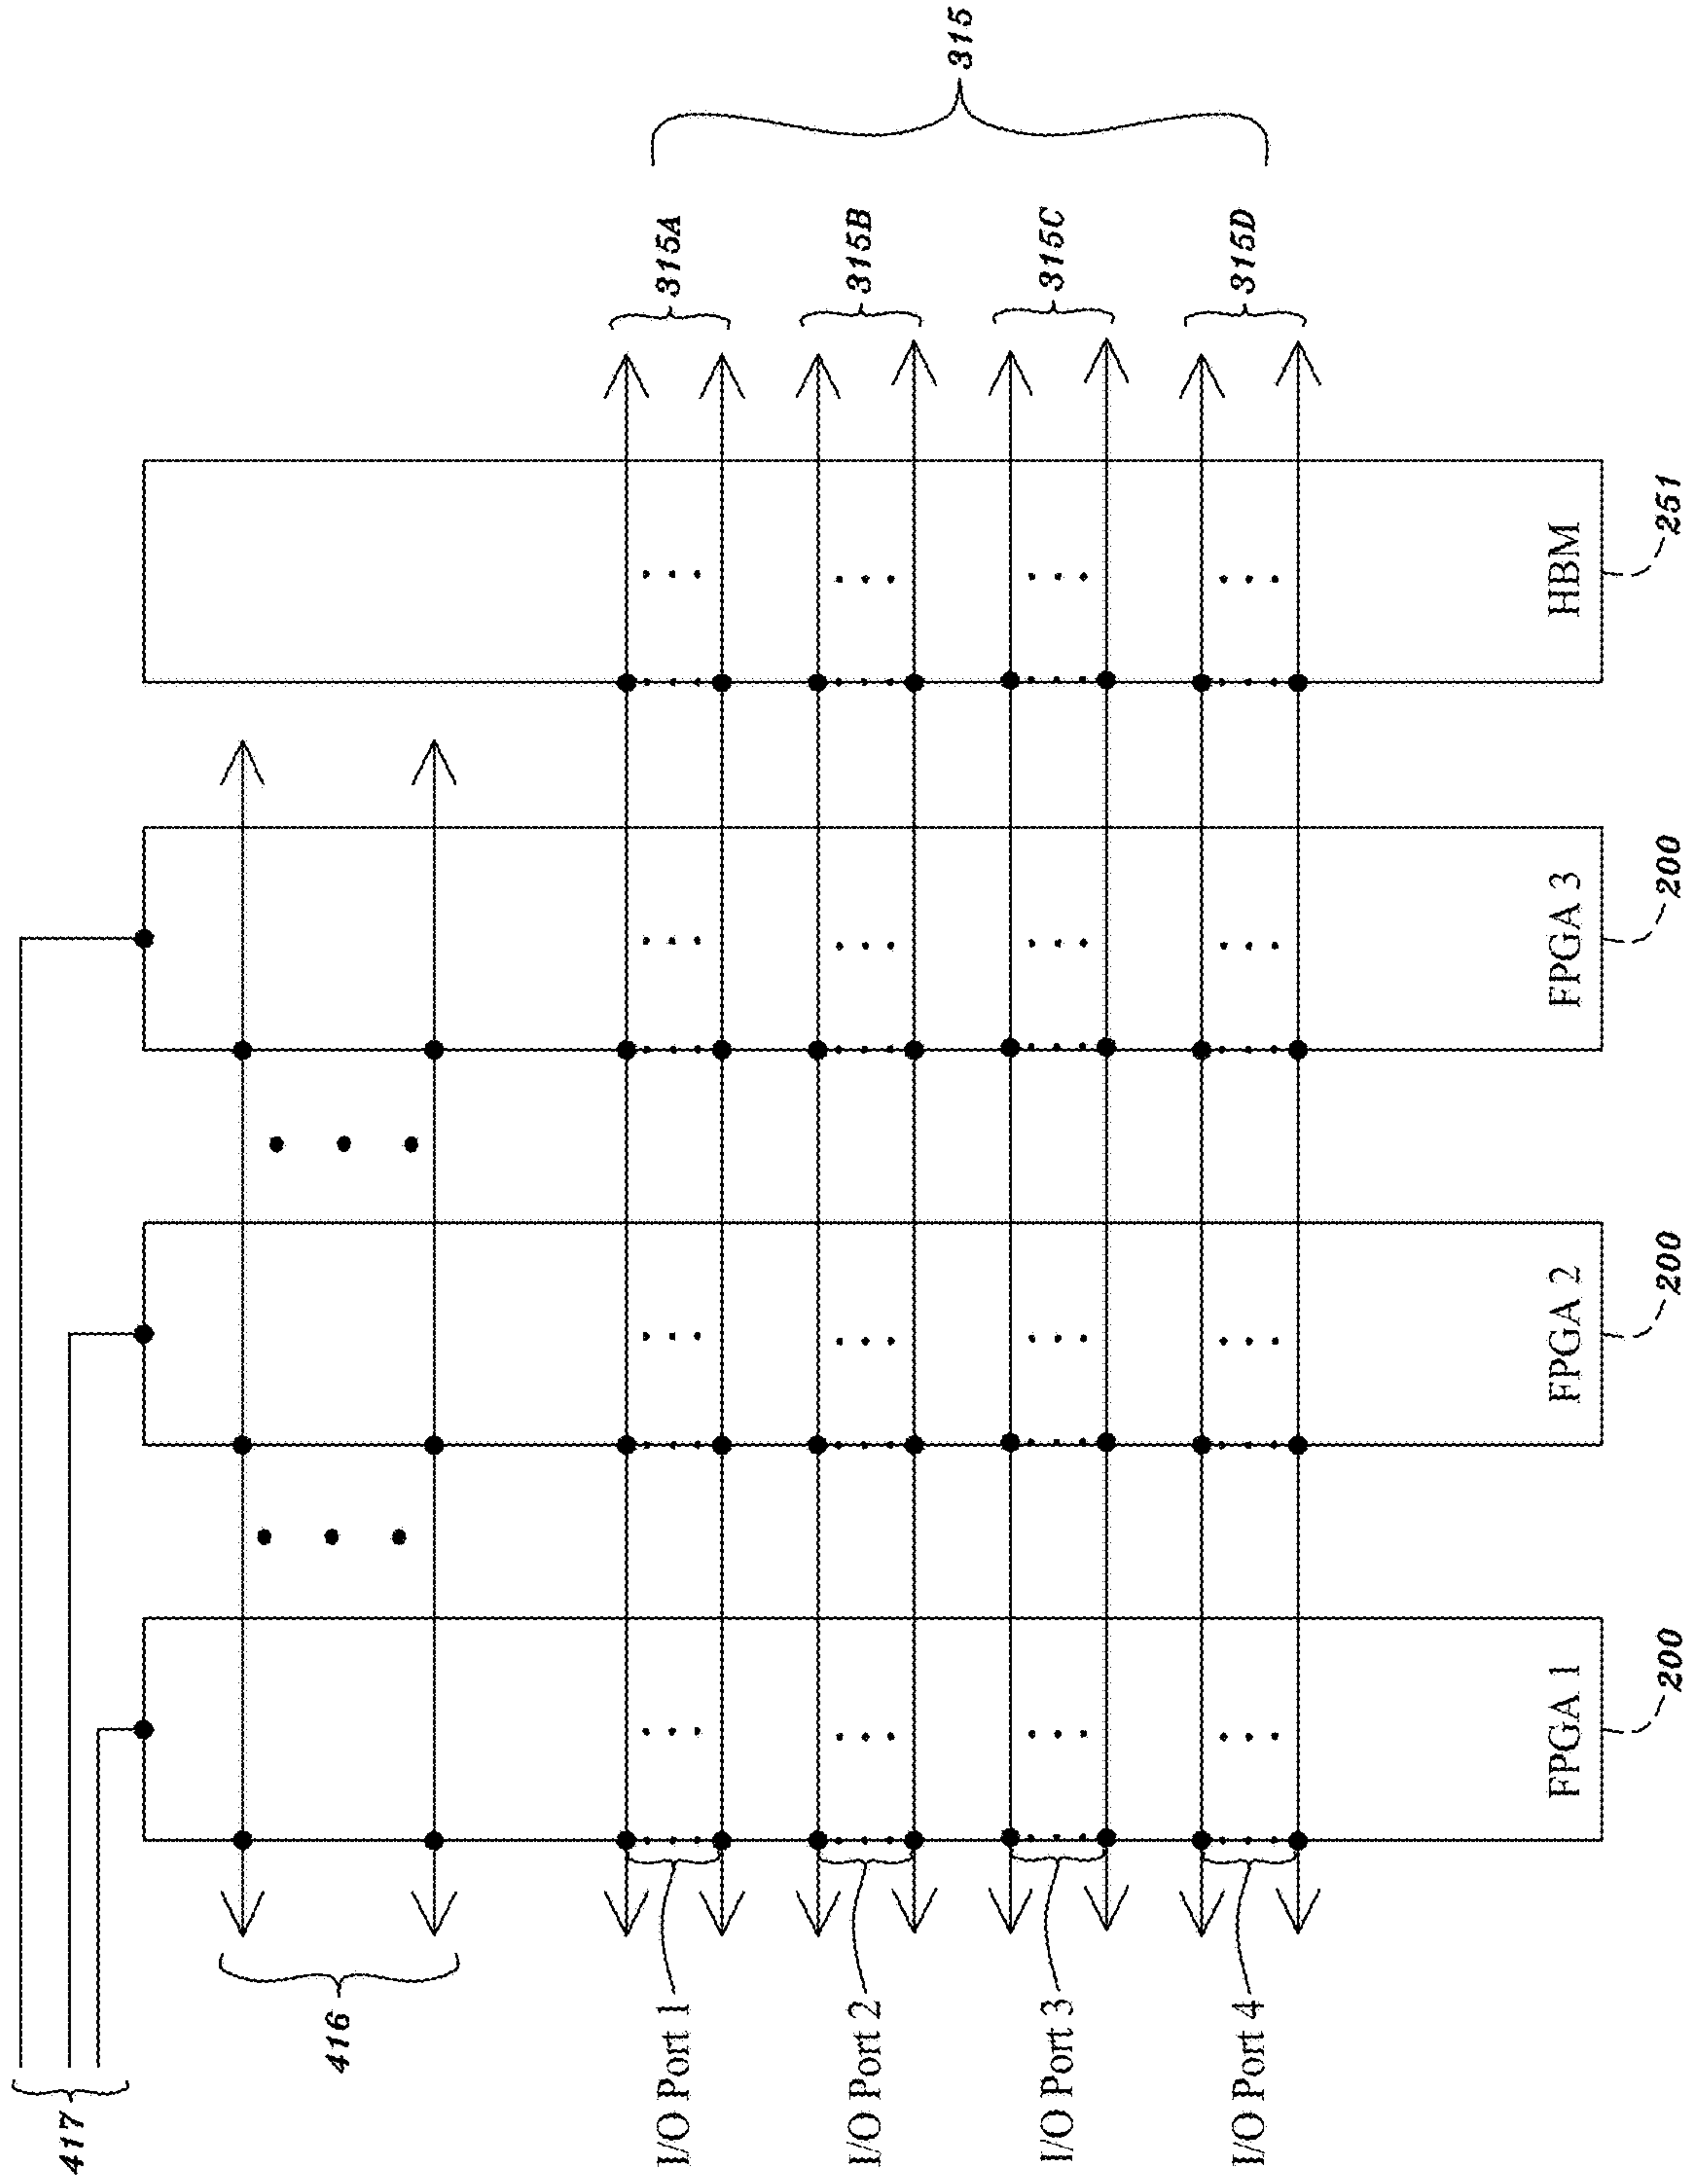 417
416
I/O Port 1
315A
I/O Port 2
315B
315
I/O Port 3
315C
I/O Port 4
315D
FPGA 1
FPGA 2
FPGA 3
HBM
200
200
200
251